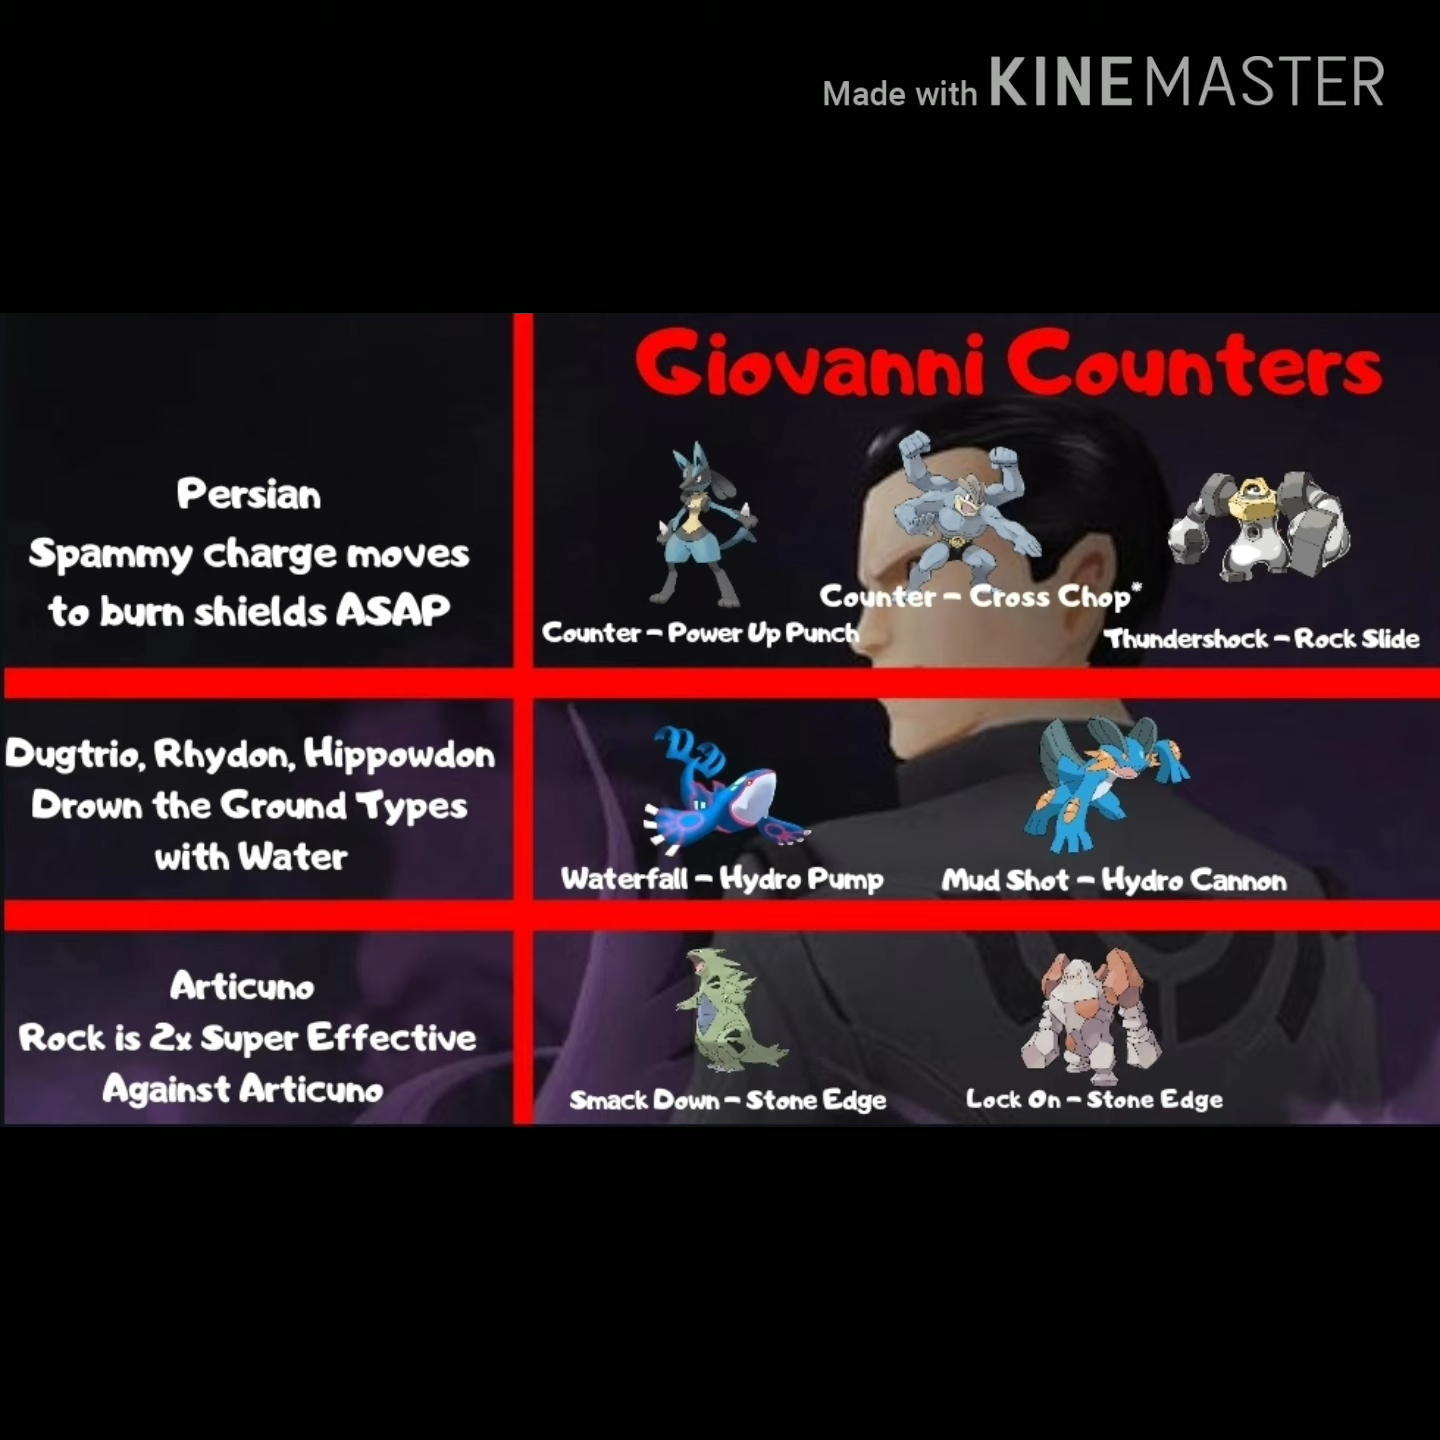 Made with KINEMASTER
Giovanni Counters
Persian
Spammy charge moves
to burn shields ASAP
Counter - Power Up Punch
Counter - Cross Chop*
Thundershock - Rock Slide
Dugtrio, Rhydon, Hippowdon
Drown the Ground Types
with Water
Waterfall - Hydro Pump
Mud Shot - Hydro Cannon
Articuno
Rock is 2x Super Effective
Against Articuno
Smack Down - Stone Edge
Lock On - Stone Edge